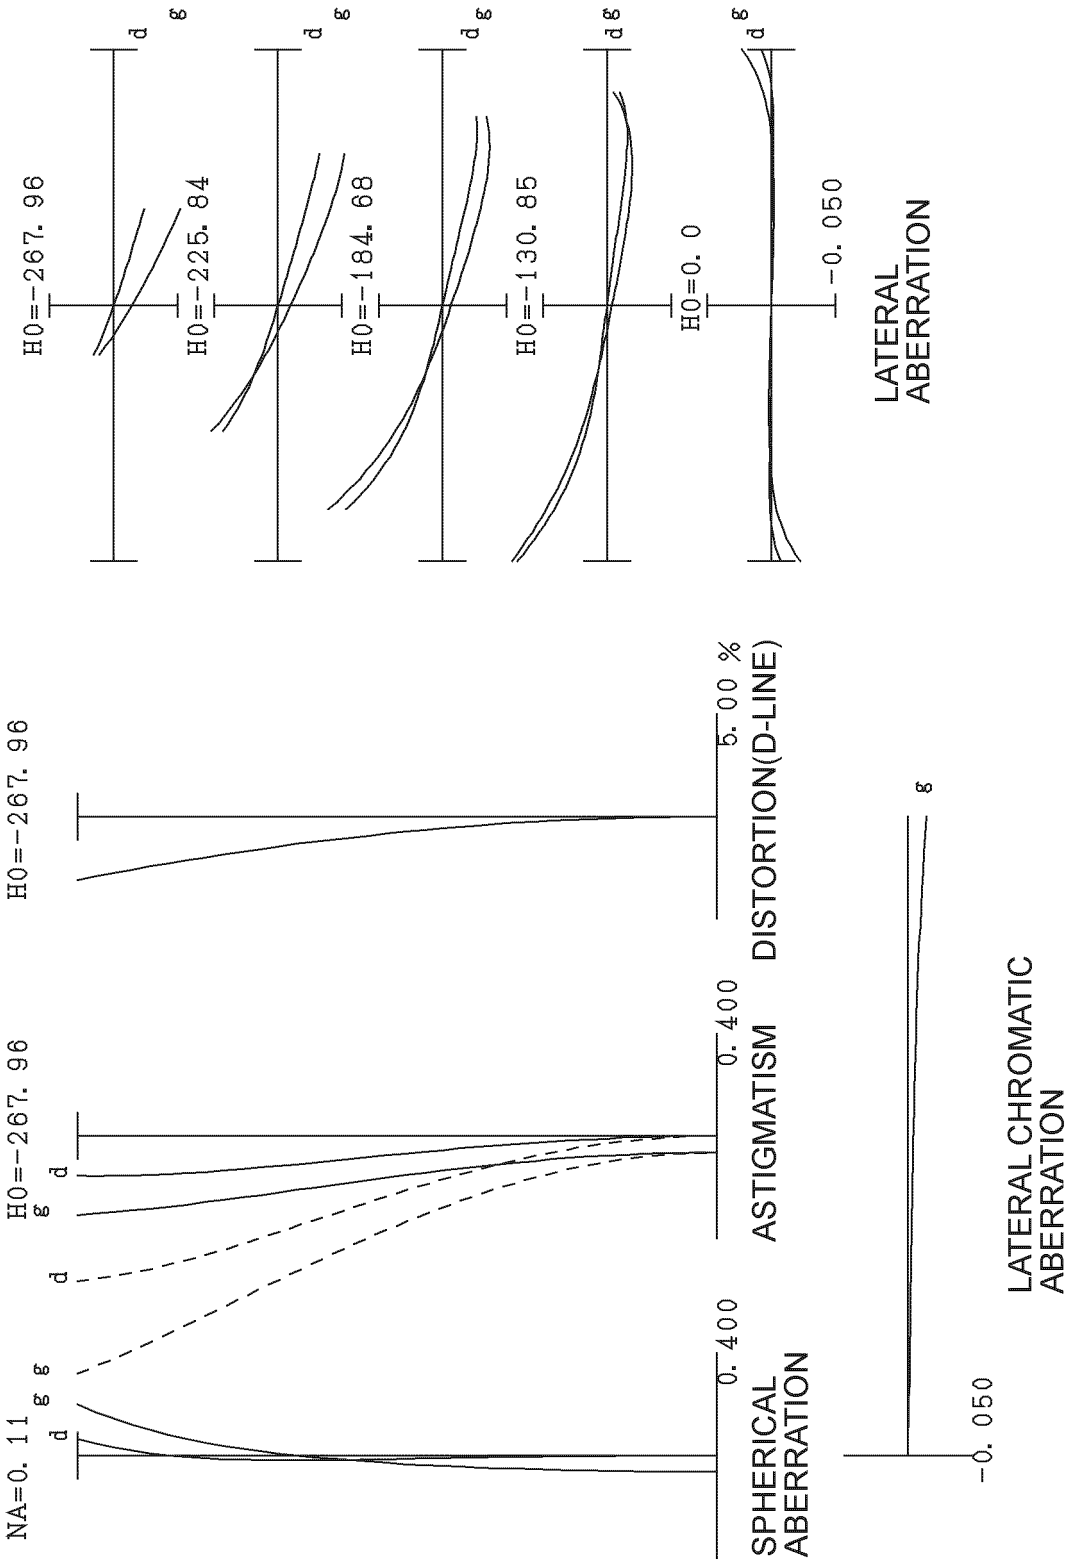 NA=0. 11
d
g
SPHERICAL
ABERRATION
0. 400
H0=-267. 96
g
d
d
g
ASTIGMATISM
0. 400
H0=-267. 96
DISTORTION(D-LINE)
5. 00 %
LATERAL CHROMATIC
ABERRATION
-0. 050
g
H0=-267. 96
d
g
H0=-225. 84
d
g
H0=-184. 68
d
g
H0=-130. 85
d
g
H0=0. 0
d
g
-0. 050
LATERAL
ABERRATION